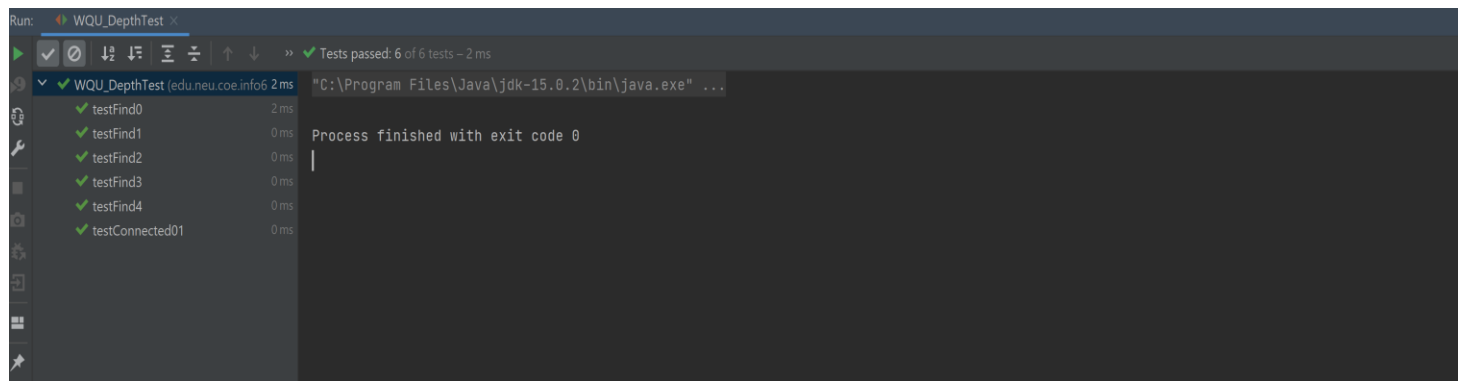 Run: WQU_DepthTest ×
» Tests passed: 6 of 6 tests – 2 ms
WQU_DepthTest (edu.neu.coe.info6 2 ms
"C:\Program Files\Java\jdk-15.0.2\bin\java.exe" ...
testFind0 2 ms
testFind1 0 ms
Process finished with exit code 0
testFind2 0 ms
testFind3 0 ms
testFind4 0 ms
testConnected01 0 ms